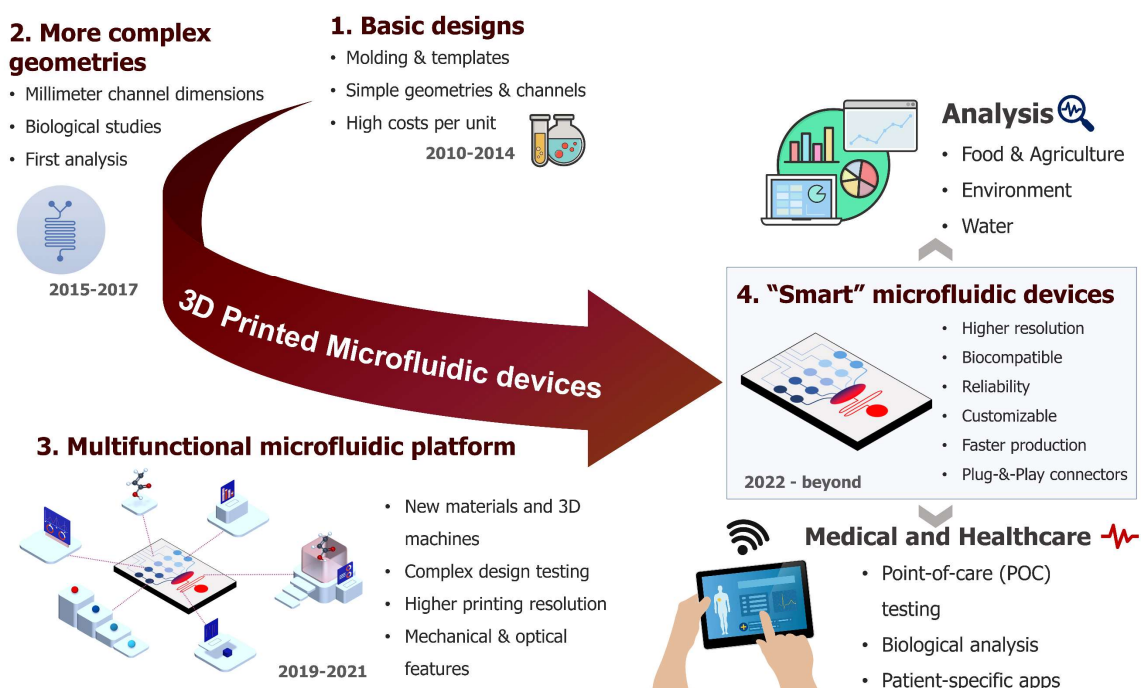 1. Basic designs
• Molding & templates
• Simple geometries & channels
• High costs per unit
2010-2014
2. More complex
geometries
• Millimeter channel dimensions
• Biological studies
• First analysis
2015-2017
3D Printed Microfluidic devices
3. Multifunctional microfluidic platform
• New materials and 3D
machines
• Complex design testing
• Higher printing resolution
• Mechanical & optical
features
2019-2021
4. “Smart” microfluidic devices
• Higher resolution
• Biocompatible
• Reliability
• Customizable
• Faster production
• Plug-&-Play connectors
2022 - beyond
Analysis
• Food & Agriculture
• Environment
• Water
Medical and Healthcare
• Point-of-care (POC)
testing
• Biological analysis
• Patient-specific apps